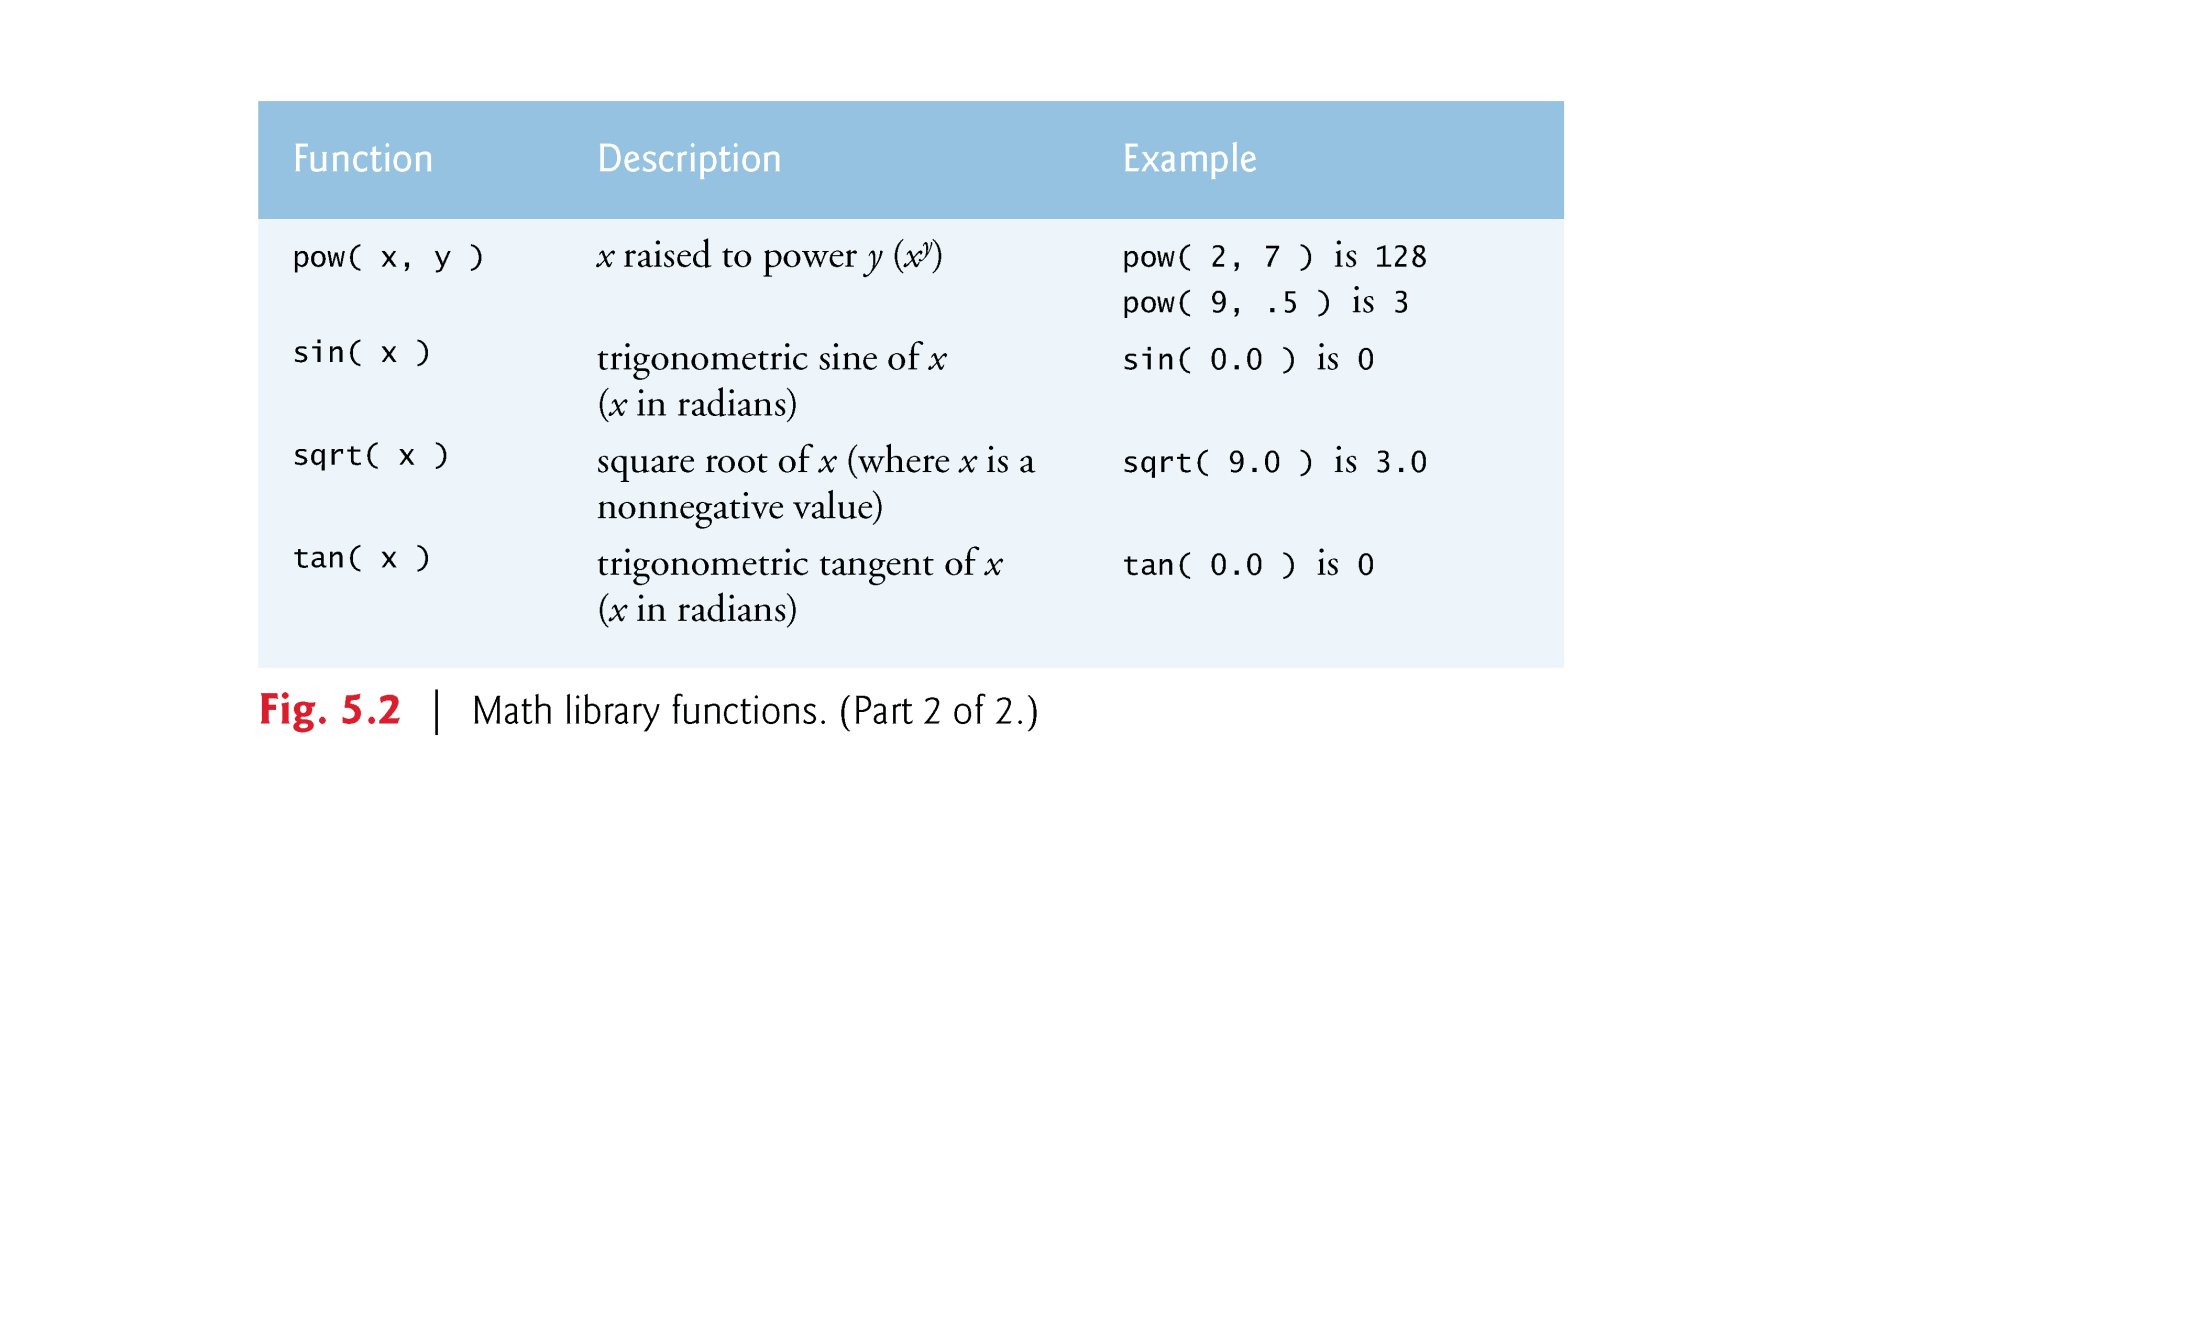 Function Description Example
pow( x, y ) x raised to power y (xʸ) pow( 2, 7 ) is 128
pow( 9, .5 ) is 3
sin( x ) trigonometric sine of x sin( 0.0 ) is 0
(x in radians)
sqrt( x ) square root of x (where x is a sqrt( 9.0 ) is 3.0
nonnegative value)
tan( x ) trigonometric tangent of x tan( 0.0 ) is 0
(x in radians)
Fig. 5.2 | Math library functions. (Part 2 of 2.)